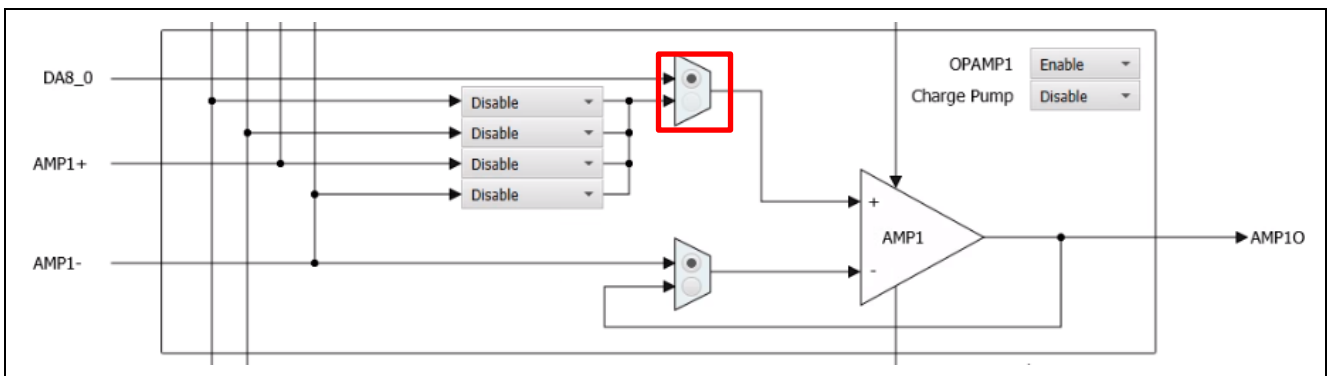 OPAMP1 Enable
DA8_0
Charge Pump Disable
Disable
Disable
AMP1+
Disable
Disable
+
AMP1
AMP1O
AMP1-
-